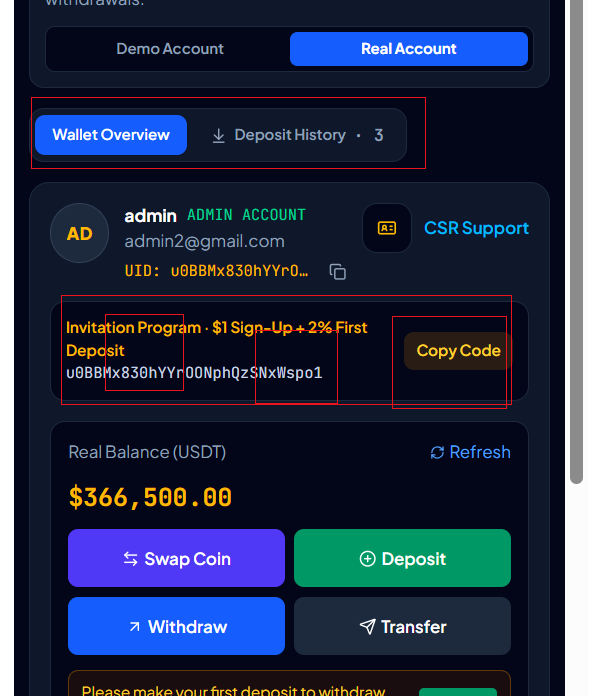 withdrawals.
Demo Account
Real Account
Wallet Overview
Deposit History · 3
AD
admin ADMIN ACCOUNT
admin2@gmail.com
UID: u0BBMx830hYYrO…
CSR Support
Invitation Program · $1 Sign-Up + 2% First
Deposit
u0BBMx830hYYrOONphQzSNxWspo1
Copy Code
Real Balance (USDT)
Refresh
$366,500.00
Swap Coin
Deposit
Withdraw
Transfer
Please make your first deposit to withdraw